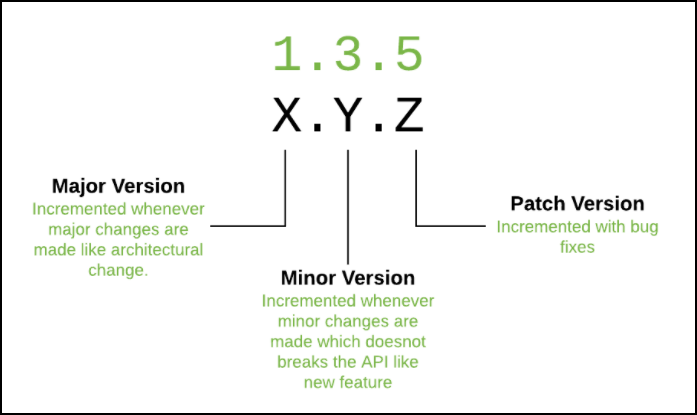 1.3.5
X.Y.Z
Major Version
Incremented whenever
major changes are
made like architectural
change.
Minor Version
Incremented whenever
minor changes are
made which doesnot
breaks the API like
new feature
Patch Version
Incremented with bug
fixes